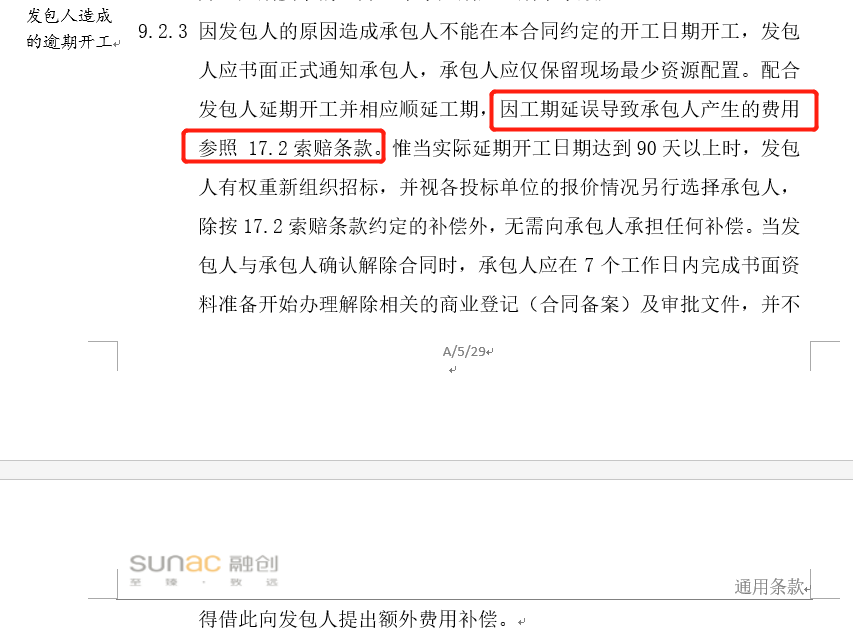 发包人造成
的逾期开工
9.2.3 因发包人的原因造成承包人不能在本合同约定的开工日期开工，发包
人应书面正式通知承包人，承包人应仅保留现场最少资源配置。配合
发包人延期开工并相应顺延工期，因工期延误导致承包人产生的费用
参照 17.2 索赔条款。惟当实际延期开工日期达到 90 天以上时，发包
人有权重新组织招标，并视各投标单位的报价情况另行选择承包人，
除按 17.2 索赔条款约定的补偿外，无需向承包人承担任何补偿。当发
包人与承包人确认解除合同时，承包人应在 7 个工作日内完成书面资
料准备开始办理解除相关的商业登记（合同备案）及审批文件，并不
A/5/29
sunac 融创
至 臻 · 致 远
通用条款
得借此向发包人提出额外费用补偿。